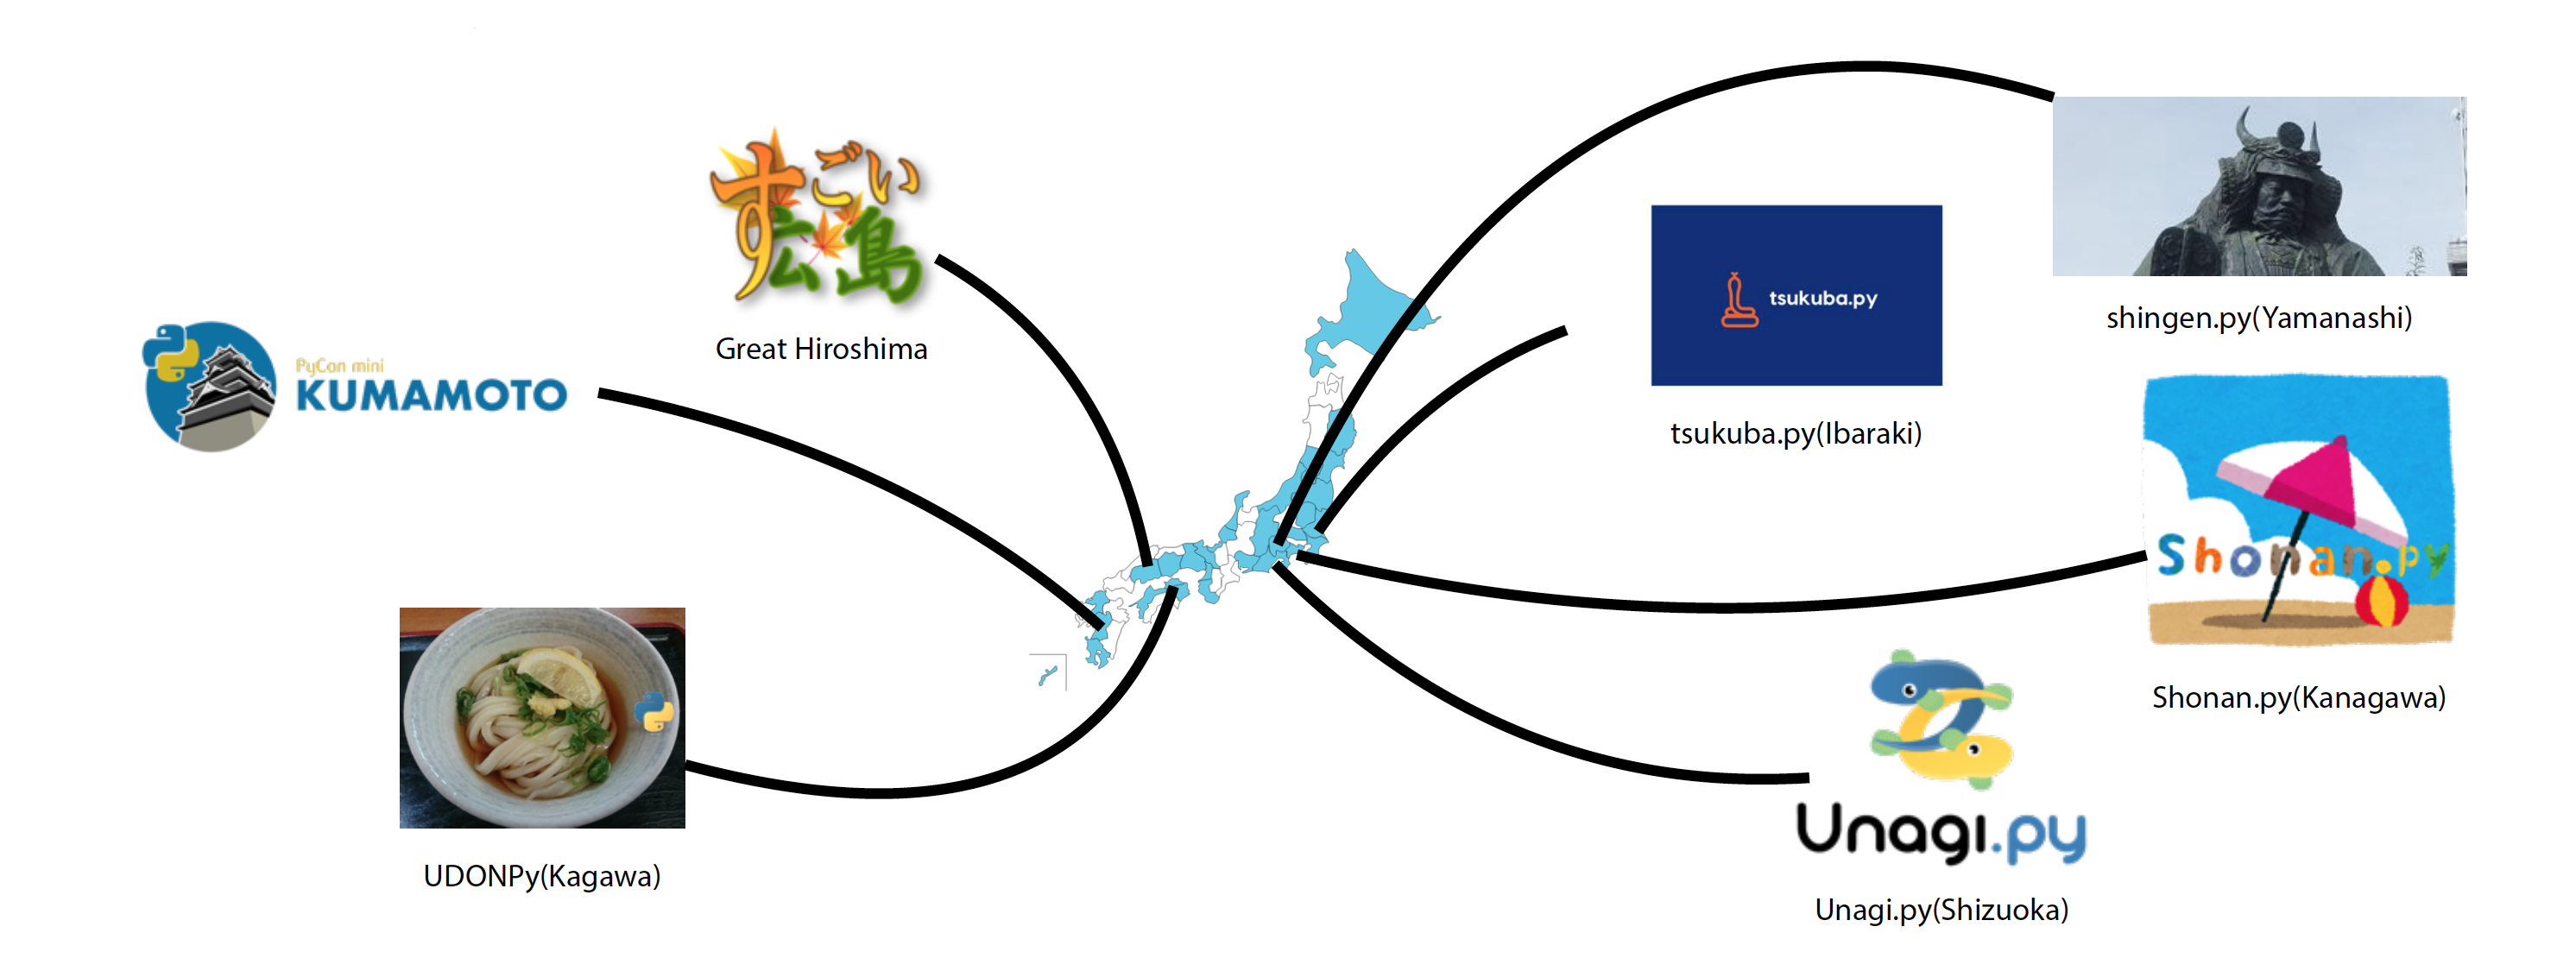 すごい
広島
Great Hiroshima
PyCon mini
KUMAMOTO
UDONPy(Kagawa)
tsukuba.py
tsukuba.py(Ibaraki)
shingen.py(Yamanashi)
Shonan.py
Shonan.py(Kanagawa)
Unagi.py
Unagi.py(Shizuoka)